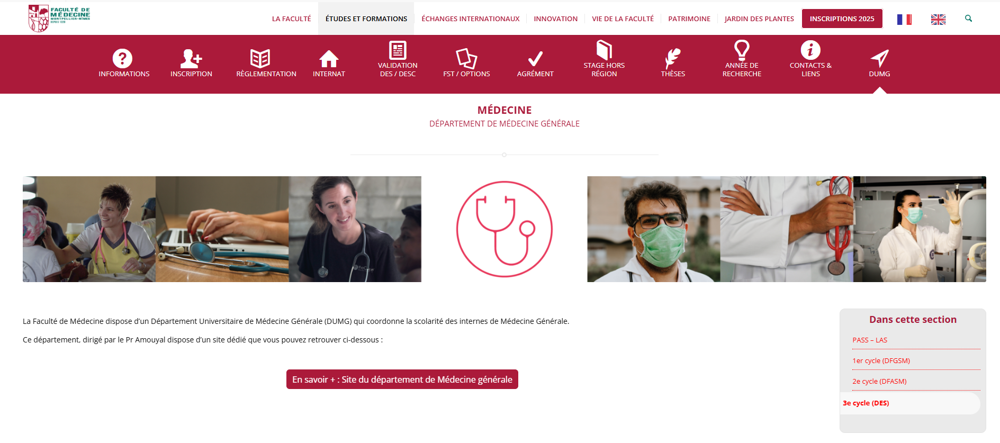 FACULTÉ DE
MÉDECINE
MONTPELLIER-NÎMES
DEPUIS 1220
LA FACULTÉ
ÉTUDES ET FORMATIONS
ÉCHANGES INTERNATIONAUX
INNOVATION
VIE DE LA FACULTÉ
PATRIMOINE
JARDIN DES PLANTES
INSCRIPTIONS 2025
INFORMATIONS
INSCRIPTION
RÈGLEMENTATION
INTERNAT
VALIDATION
DES / DESC
FST / OPTIONS
AGRÉMENT
STAGE HORS
RÉGION
THÈSES
ANNÉE DE
RECHERCHE
CONTACTS &
LIENS
DUMG
MÉDECINE
DÉPARTEMENT DE MÉDECINE GÉNÉRALE
La Faculté de Médecine dispose d’un Département Universitaire de Médecine Générale (DUMG) qui coordonne la scolarité des internes de Médecine Générale.
Ce département, dirigé par le Pr Amouyal dispose d’un site dédié que vous pouvez retrouver ci-dessous :
En savoir + : Site du département de Médecine générale
Dans cette section
PASS – LAS
1er cycle (DFGSM)
2e cycle (DFASM)
3e cycle (DES)